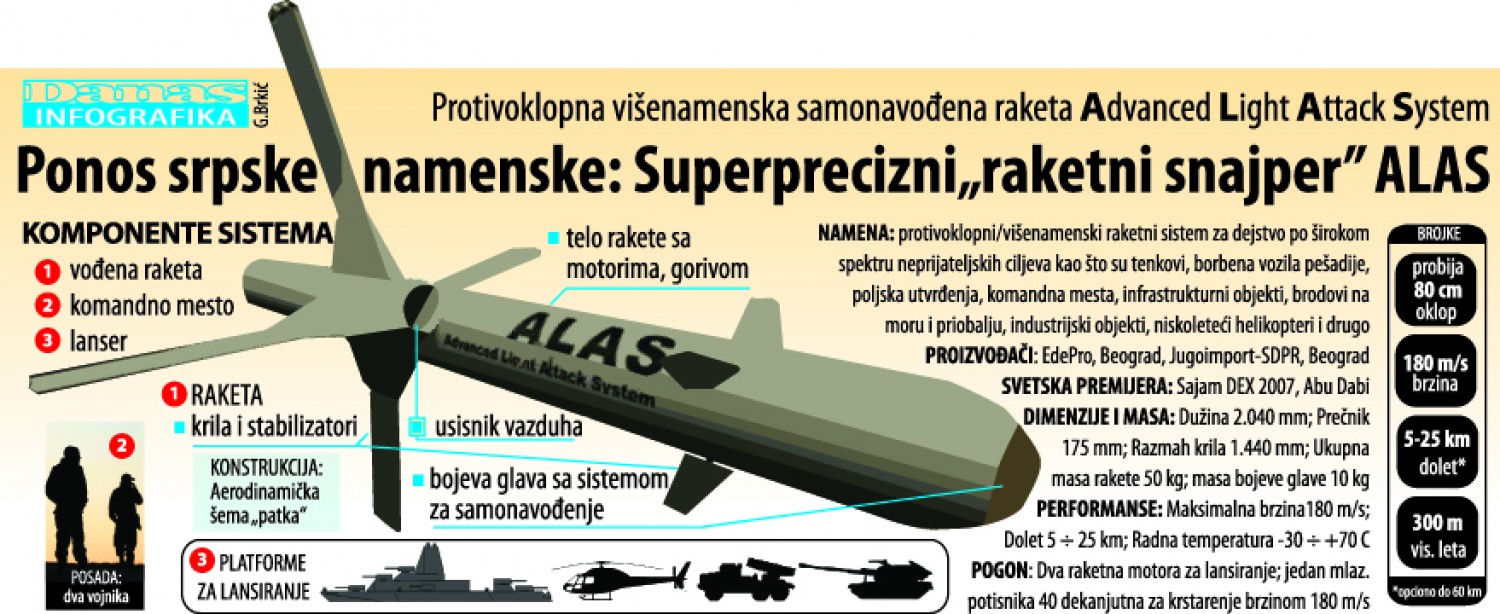 Danas
INFOGRAFIKA
G.Brkić
Protivoklopna višenamenska samonavođena raketa Advanced Light Attack System
Ponos srpske namenske: Superprecizni „raketni snajper” ALAS
KOMPONENTE SISTEMA
1 vođena raketa
2 komandno mesto
3 lanser
telo rakete sa
motorima, gorivom
ALAS
Advanced Light Attack System
1 RAKETA
krila i stabilizatori
usisnik vazduha
KONSTRUKCIJA:
Aerodinamička
šema „patka”
bojeva glava sa sistemom
za samonavođenje
2
POSADA:
dva vojnika
3 PLATFORME
ZA LANSIRANJE
NAMENA: protivoklopni/višenamenski raketni sistem za dejstvo po širokom
spektru neprijateljskih ciljeva kao što su tenkovi, borbena vozila pešadije,
poljska utvrđenja, komandna mesta, infrastrukturni objekti, brodovi na
moru i priobalju, industrijski objekti, niskoleteći helikopteri i drugo
PROIZVOĐAČI: EdePro, Beograd, Jugoimport-SDPR, Beograd
SVETSKA PREMIJERA: Sajam DEX 2007, Abu Dabi
DIMENZIJE I MASA: Dužina 2.040 mm; Prečnik
175 mm; Razmah krila 1.440 mm; Ukupna
masa rakete 50 kg; masa bojeve glave 10 kg
PERFORMANSE: Maksimalna brzina180 m/s;
Dolet 5 ÷ 25 km; Radna temperatura -30 ÷ +70 C
POGON: Dva raketna motora za lansiranje; jedan mlaz.
potisnika 40 dekanjutna za krstarenje brzinom 180 m/s
BROJKE
probija
80 cm
oklop
180 m/s
brzina
5-25 km
dolet*
300 m
vis. leta
*opciono do 60 km